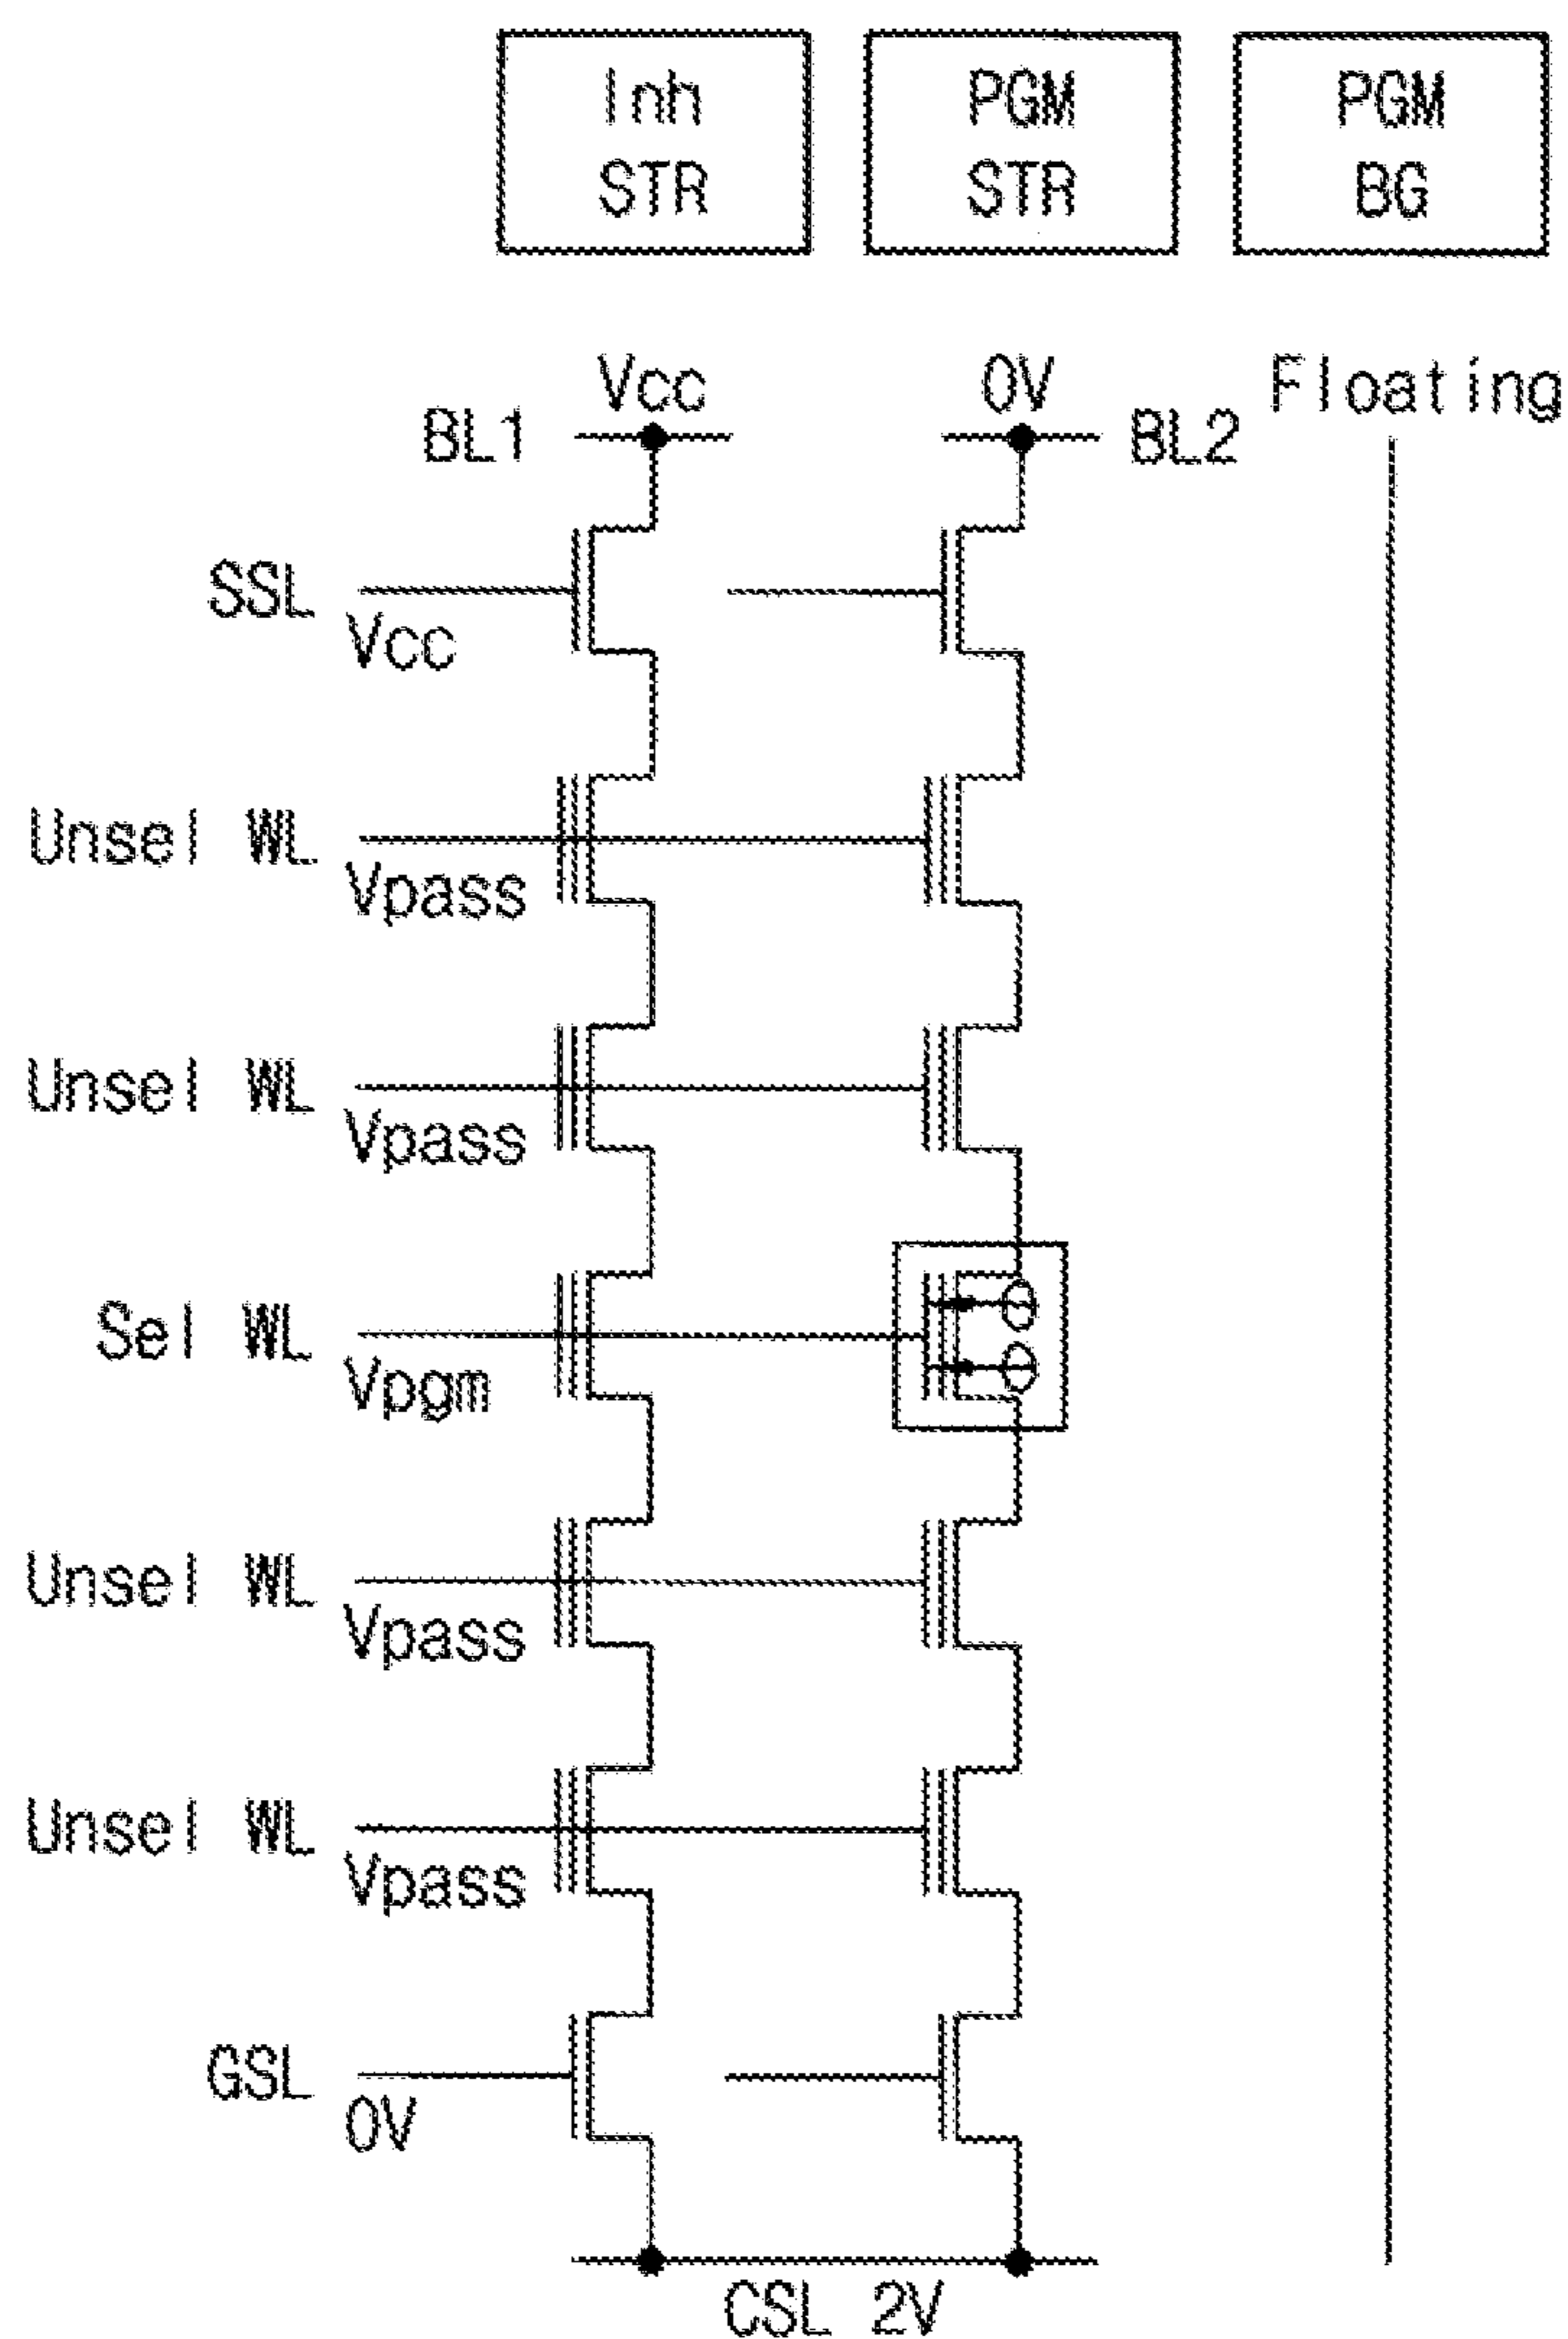 Inh
STR
PGM
STR
PGM
BG
Vcc
0V
Floating
BL1
BL2
SSL
Vcc
Unsel WL
Vpass
Unsel WL
Vpass
Sel WL
Vpgm
Unsel WL
Vpass
Unsel WL
Vpass
GSL
0V
CSL 2V